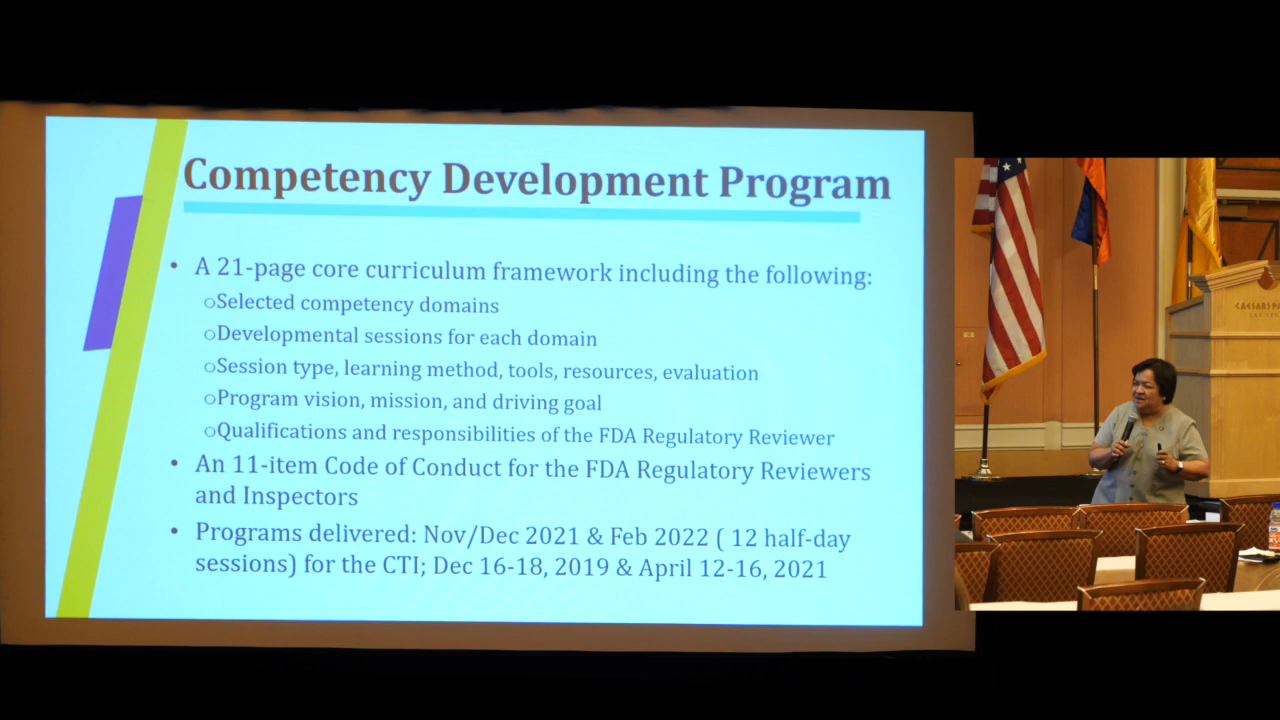 Competency Development Program
• A 21-page core curriculum framework including the following:
oSelected competency domains
oDevelopmental sessions for each domain
oSession type, learning method, tools, resources, evaluation
oProgram vision, mission, and driving goal
oQualifications and responsibilities of the FDA Regulatory Reviewer
• An 11-item Code of Conduct for the FDA Regulatory Reviewers
and Inspectors
• Programs delivered: Nov/Dec 2021 & Feb 2022 ( 12 half-day
sessions) for the CTI; Dec 16-18, 2019 & April 12-16, 2021
CAESARS